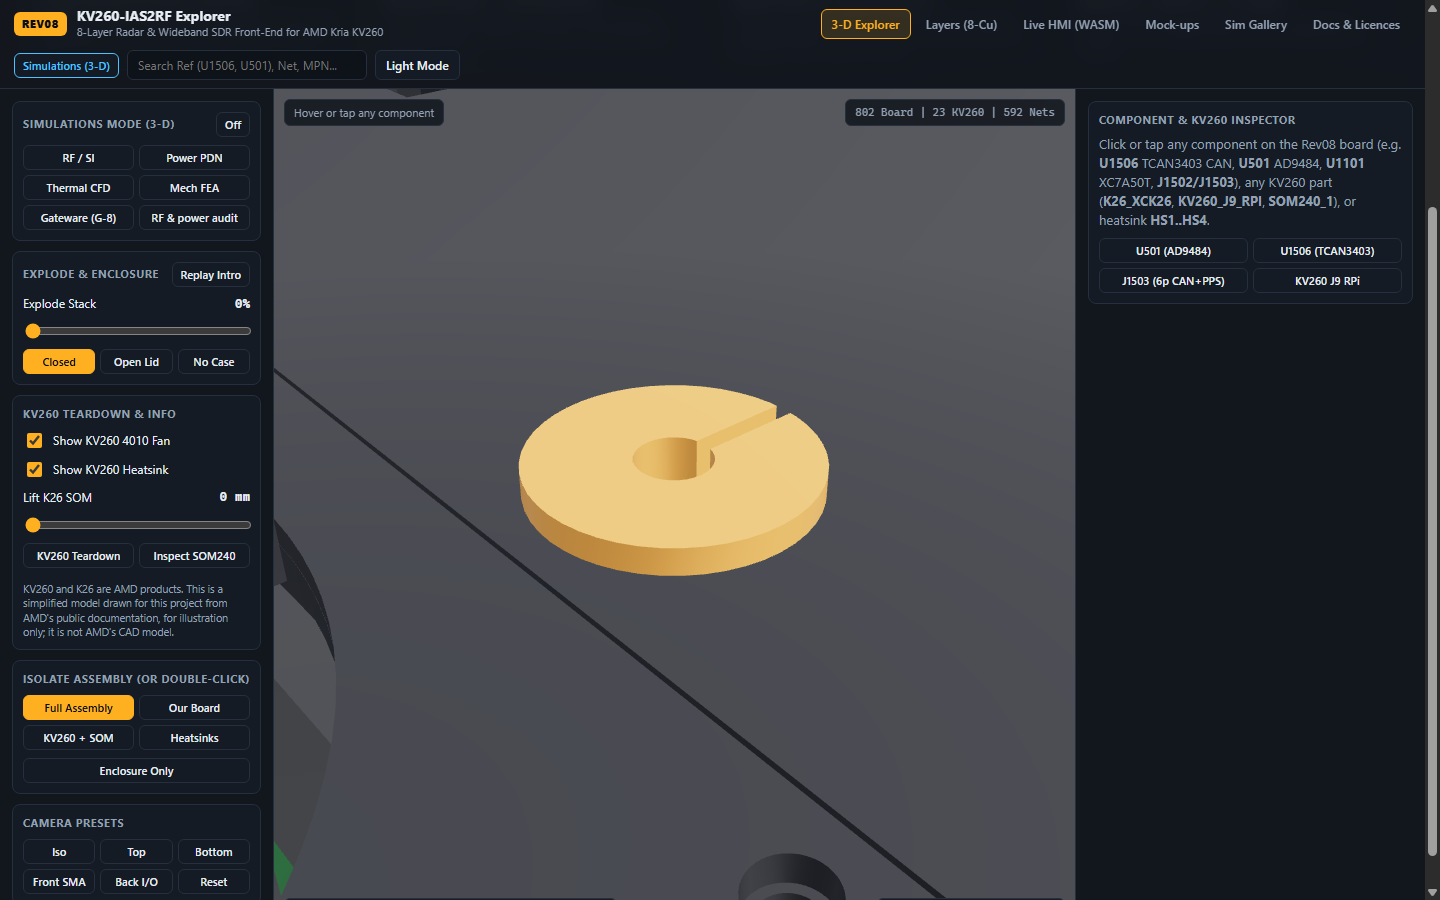 REV08
KV260-IAS2RF Explorer
8-Layer Radar & Wideband SDR Front-End for AMD Kria KV260
3-D Explorer
Layers (8-Cu)
Live HMI (WASM)
Mock-ups
Sim Gallery
Docs & Licences
Simulations (3-D)
Search Ref (U1506, U501), Net, MPN...
Light Mode
SIMULATIONS MODE (3-D)
Off
RF / SI
Power PDN
Thermal CFD
Mech FEA
Gateware (G-8)
RF & power audit
EXPLODE & ENCLOSURE
Replay Intro
Explode Stack
0%
Closed
Open Lid
No Case
KV260 TEARDOWN & INFO
Show KV260 4010 Fan
Show KV260 Heatsink
Lift K26 SOM
0 mm
KV260 Teardown
Inspect SOM240
KV260 and K26 are AMD products. This is a
simplified model drawn for this project from
AMD's public documentation, for illustration
only; it is not AMD's CAD model.
ISOLATE ASSEMBLY (OR DOUBLE-CLICK)
Full Assembly
Our Board
KV260 + SOM
Heatsinks
Enclosure Only
CAMERA PRESETS
Iso
Top
Bottom
Front SMA
Back I/O
Reset
Hover or tap any component
802 Board | 23 KV260 | 592 Nets
COMPONENT & KV260 INSPECTOR
Click or tap any component on the Rev08 board (e.g.
U1506 TCAN3403 CAN, U501 AD9484, U1101
XC7A50T, J1502/J1503), any KV260 part
(K26_XCK26, KV260_J9_RPI, SOM240_1), or
heatsink HS1..HS4.
U501 (AD9484)
U1506 (TCAN3403)
J1503 (6p CAN+PPS)
KV260 J9 RPi